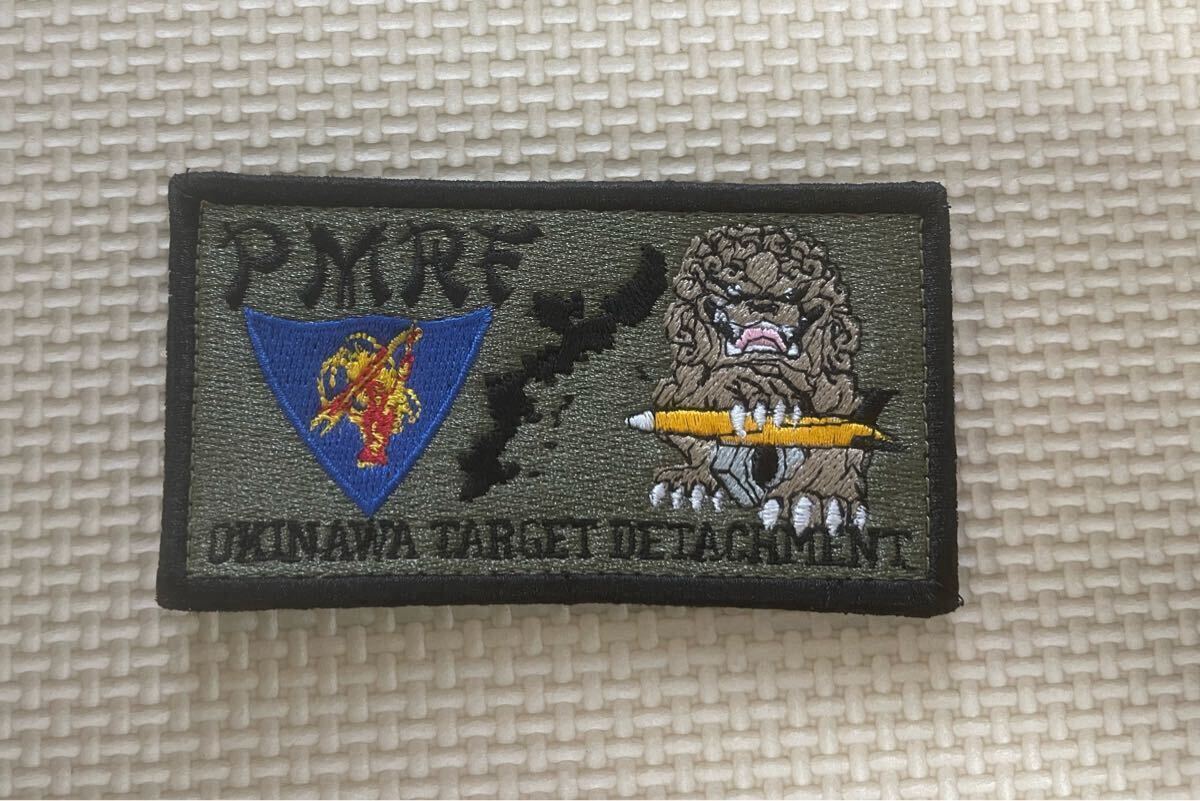 PMRF
OKINAWA TARGET DETACHMENT